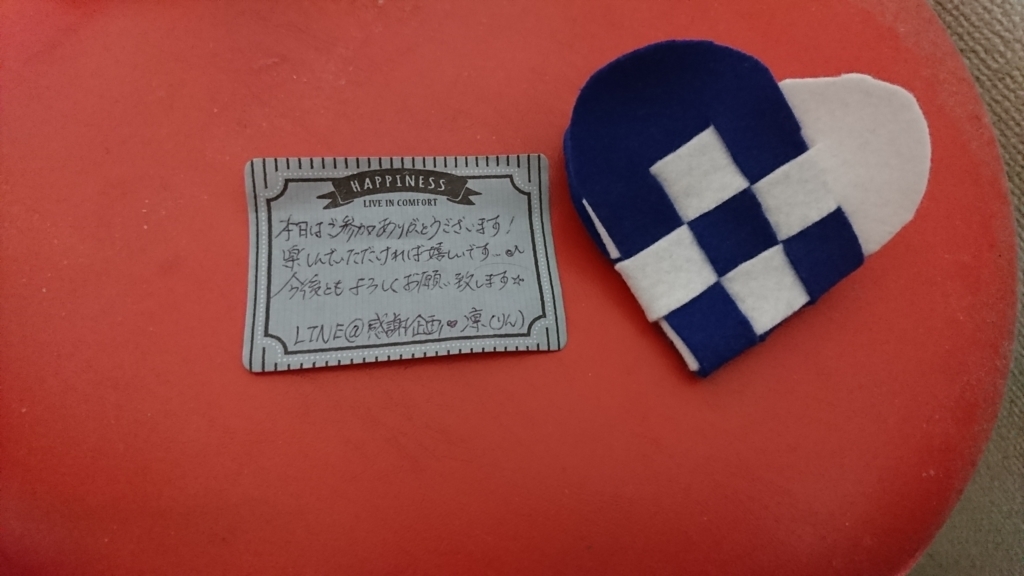 HAPPINESS
LIVE IN COMFORT
本日はご参加ありがとうございます!
楽しんでいただければ嬉しいです…♪
今後ともよろしくお願い致します☆
LINE@感謝企画♥凛(りん)